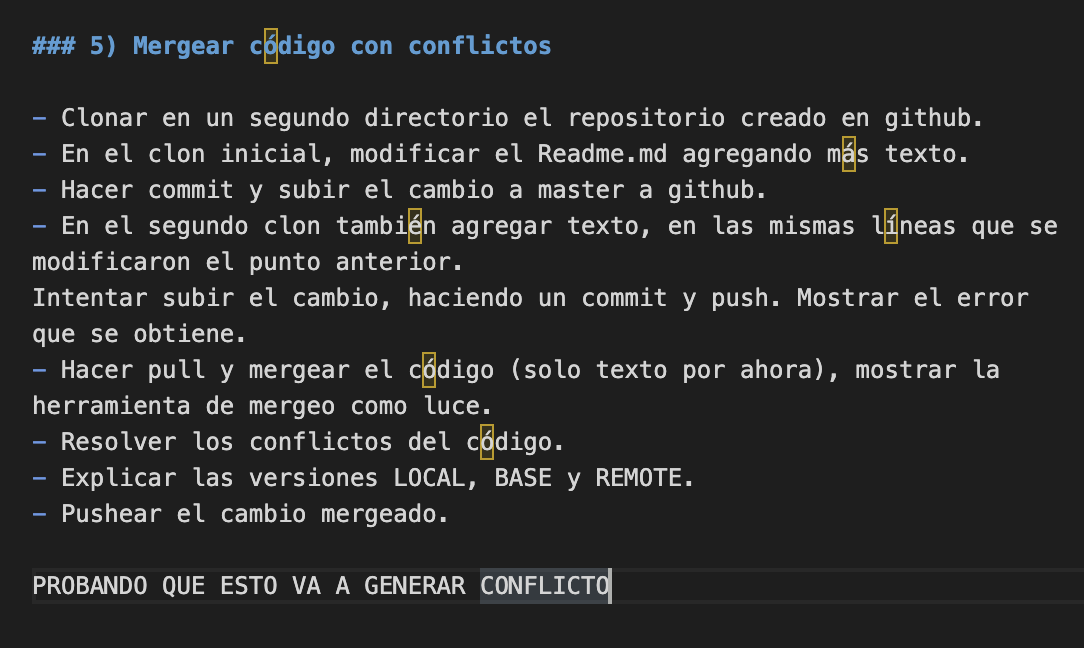 ### 5) Mergear código con conflictos
- Clonar en un segundo directorio el repositorio creado en github.
- En el clon inicial, modificar el Readme.md agregando más texto.
- Hacer commit y subir el cambio a master a github.
- En el segundo clon también agregar texto, en las mismas líneas que se
modificaron el punto anterior.
Intentar subir el cambio, haciendo un commit y push. Mostrar el error
que se obtiene.
- Hacer pull y mergear el código (solo texto por ahora), mostrar la
herramienta de mergeo como luce.
- Resolver los conflictos del código.
- Explicar las versiones LOCAL, BASE y REMOTE.
- Pushear el cambio mergeado.
PROBANDO QUE ESTO VA A GENERAR CONFLICTO